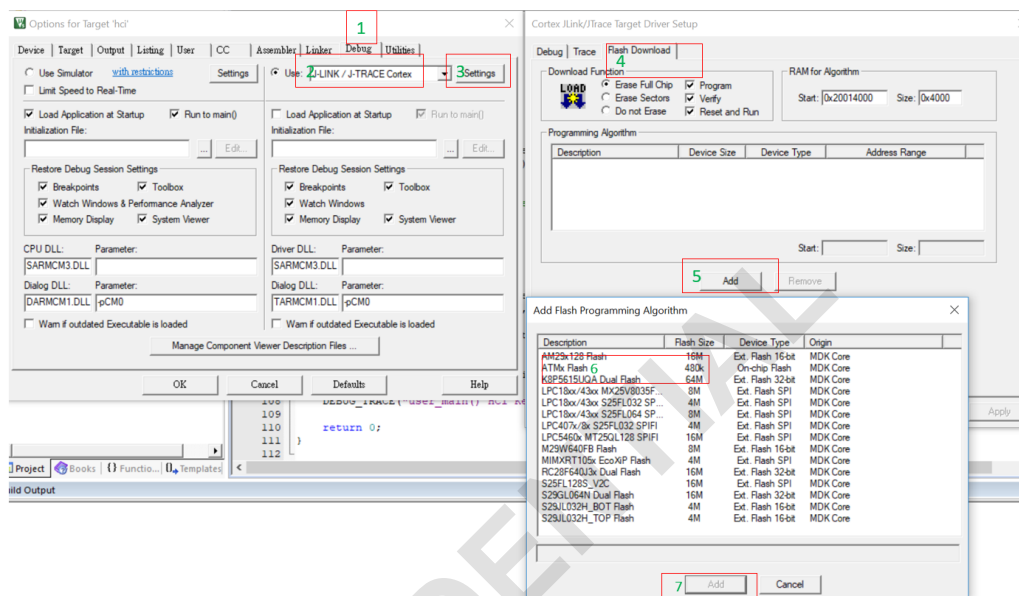 Options for Target 'hci'
1
Device | Target | Output | Listing | User | CC | Assembler | Linker | Debug | Utilities
Use Simulator with restrictions Settings
Limit Speed to Real-Time
2
Use: J-LINK / J-TRACE Cortex
3 Settings
Load Application at Startup Run to main()
Initialization File:
... Edit...
Load Application at Startup Run to main()
Initialization File:
... Edit...
Restore Debug Session Settings
Breakpoints Toolbox
Watch Windows & Performance Analyzer
Memory Display System Viewer
Restore Debug Session Settings
Breakpoints Toolbox
Watch Windows
Memory Display System Viewer
CPU DLL: Parameter:
SARMCM3.DLL
Dialog DLL: Parameter:
DARMCM1.DLL -pCM0
Warn if outdated Executable is loaded
Driver DLL: Parameter:
SARMCM3.DLL
Dialog DLL: Parameter:
TARMCM1.DLL -pCM0
Warn if outdated Executable is loaded
Manage Component Viewer Description Files ...
OK Cancel Defaults Help
108 DEBUG_TRACE("user_main() HCI Re
109
110 return 0;
111 }
112
Project Books {} Functio... Templates
ild Output
Cortex JLink/JTrace Target Driver Setup
Debug | Trace | Flash Download
4
Download Function
LOAD
Erase Full Chip Program
Erase Sectors Verify
Do not Erase Reset and Run
RAM for Algorithm
Start: 0x20014000 Size: 0x4000
Programming Algorithm
Description Device Size Device Type Address Range
Start: Size:
5 Add Remove
Apply
Add Flash Programming Algorithm
Description Flash Size Device Type Origin
AM29x128 Flash 16M Ext. Flash 16-bit MDK Core
ATMx Flash 6 480k On-chip Flash MDK Core
K8P5615UQA Dual Flash 64M Ext. Flash 32-bit MDK Core
LPC18xx/43xx MX25V8035F... 8M Ext. Flash SPI MDK Core
LPC18xx/43xx S25FL032 SP... 4M Ext. Flash SPI MDK Core
LPC18xx/43xx S25FL064 SP... 8M Ext. Flash SPI MDK Core
LPC407x/8x S25FL032 SPIFI 4M Ext. Flash SPI MDK Core
LPC5460x MT25QL128 SPIFI 16M Ext. Flash SPI MDK Core
M29W640FB Flash 8M Ext. Flash 16-bit MDK Core
MIMXRT105x EcoXiP Flash 4M Ext. Flash SPI MDK Core
RC28F640J3x Dual Flash 16M Ext. Flash 32-bit MDK Core
S25FL128S_V2C 16M Ext. Flash SPI MDK Core
S29GL064N Dual Flash 16M Ext. Flash 32-bit MDK Core
S29JL032H_BOT Flash 4M Ext. Flash 16-bit MDK Core
S29JL032H_TOP Flash 4M Ext. Flash 16-bit MDK Core
7 Add Cancel